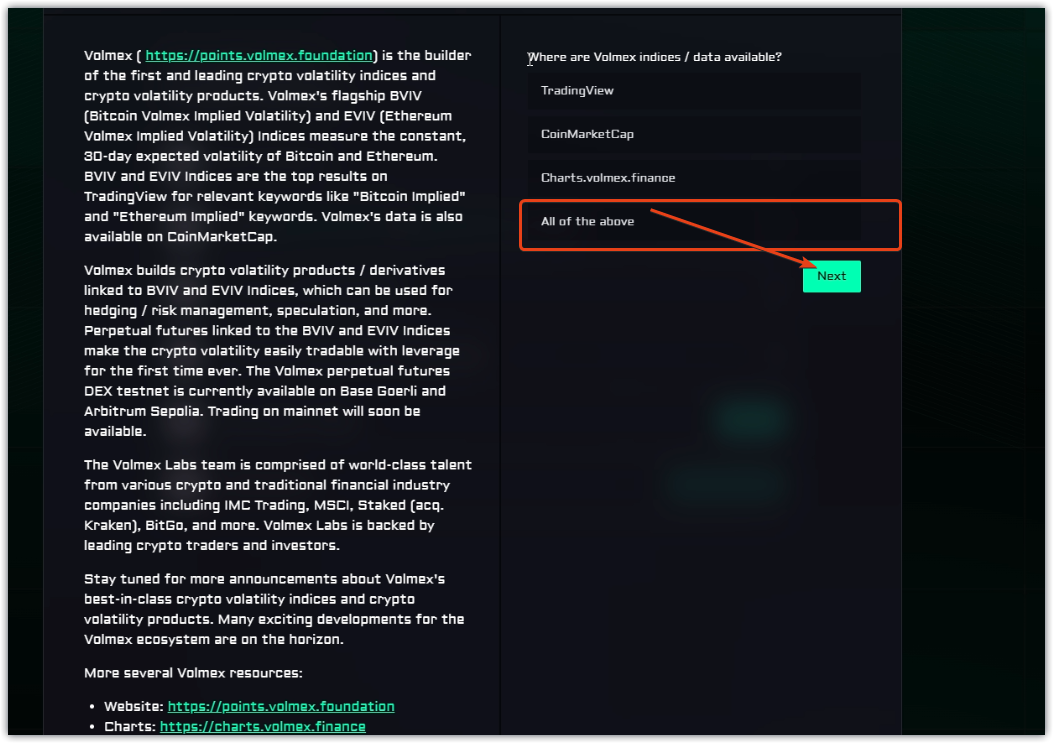 Volmex ( https://points.volmex.foundation) is the builder
of the first and leading crypto volatility indices and
crypto volatility products. Volmex's flagship BVIV
(Bitcoin Volmex Implied Volatility) and EVIV (Ethereum
Volmex Implied Volatility) Indices measure the constant,
30-day expected volatility of Bitcoin and Ethereum.
BVIV and EVIV Indices are the top results on
TradingView for relevant keywords like "Bitcoin Implied"
and "Ethereum Implied" keywords. Volmex's data is also
available on CoinMarketCap.
Volmex builds crypto volatility products / derivatives
linked to BVIV and EVIV Indices, which can be used for
hedging / risk management, speculation, and more.
Perpetual futures linked to the BVIV and EVIV Indices
make the crypto volatility easily tradable with leverage
for the first time ever. The Volmex perpetual futures
DEX testnet is currently available on Base Goerli and
Arbitrum Sepolia. Trading on mainnet will soon be
available.
The Volmex Labs team is comprised of world-class talent
from various crypto and traditional financial industry
companies including IMC Trading, MSCI, Staked (acq.
Kraken), BitGo, and more. Volmex Labs is backed by
leading crypto traders and investors.
Stay tuned for more announcements about Volmex's
best-in-class crypto volatility indices and crypto
volatility products. Many exciting developments for the
Volmex ecosystem are on the horizon.
More several Volmex resources:
• Website: https://points.volmex.foundation
• Charts: https://charts.volmex.finance
Where are Volmex indices / data available?
TradingView
CoinMarketCap
Charts.volmex.finance
All of the above
Next